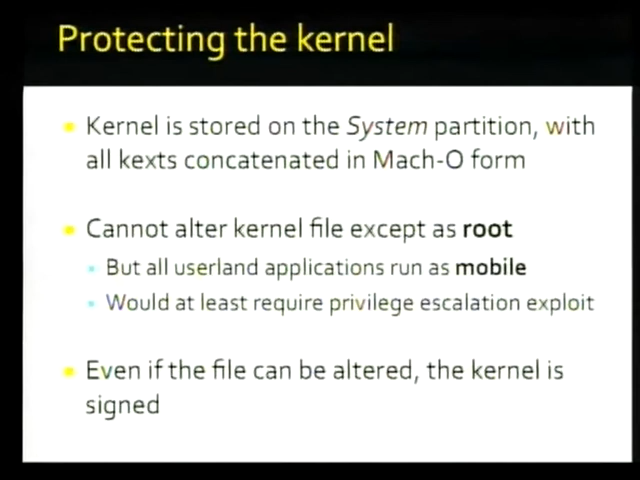 Protecting the kernel
Kernel is stored on the System partition, with
all kexts concatenated in Mach-O form
Cannot alter kernel file except as root
But all userland applications run as mobile
Would at least require privilege escalation exploit
Even if the file can be altered, the kernel is
signed